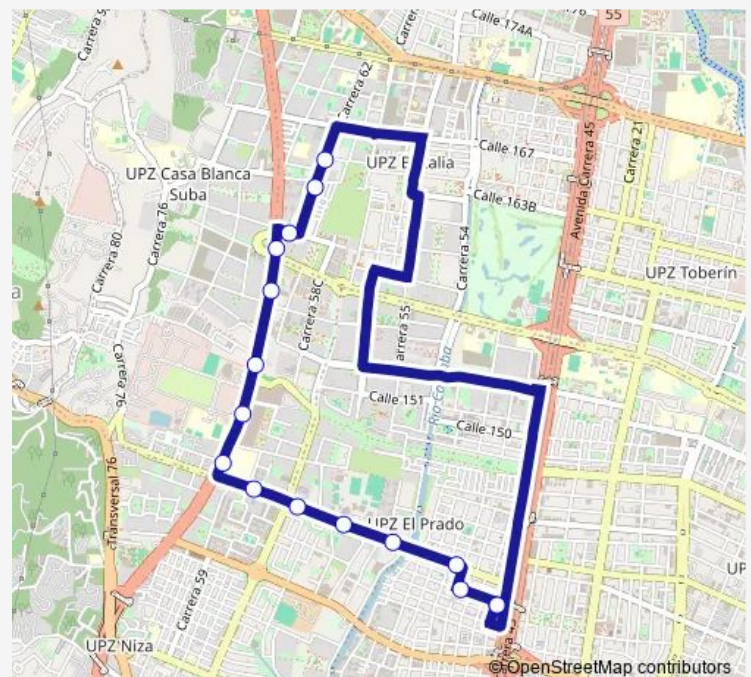 55
Calle 174A
Carrera 62
Calle 167
UPZ Casa Blanca
Suba
Carrera 76
Carrera 80
Calle 163B
Avenida Carrera 45
Carrera 21
Carrera 54
UPZ Toberín
Carrera 58C
arrera 55
Carrera 76
Calle 151
Calle 150
Transversal 76
UPZ El Prado
Carrera 59
UPZ Niza
© OpenStreetMap contributors